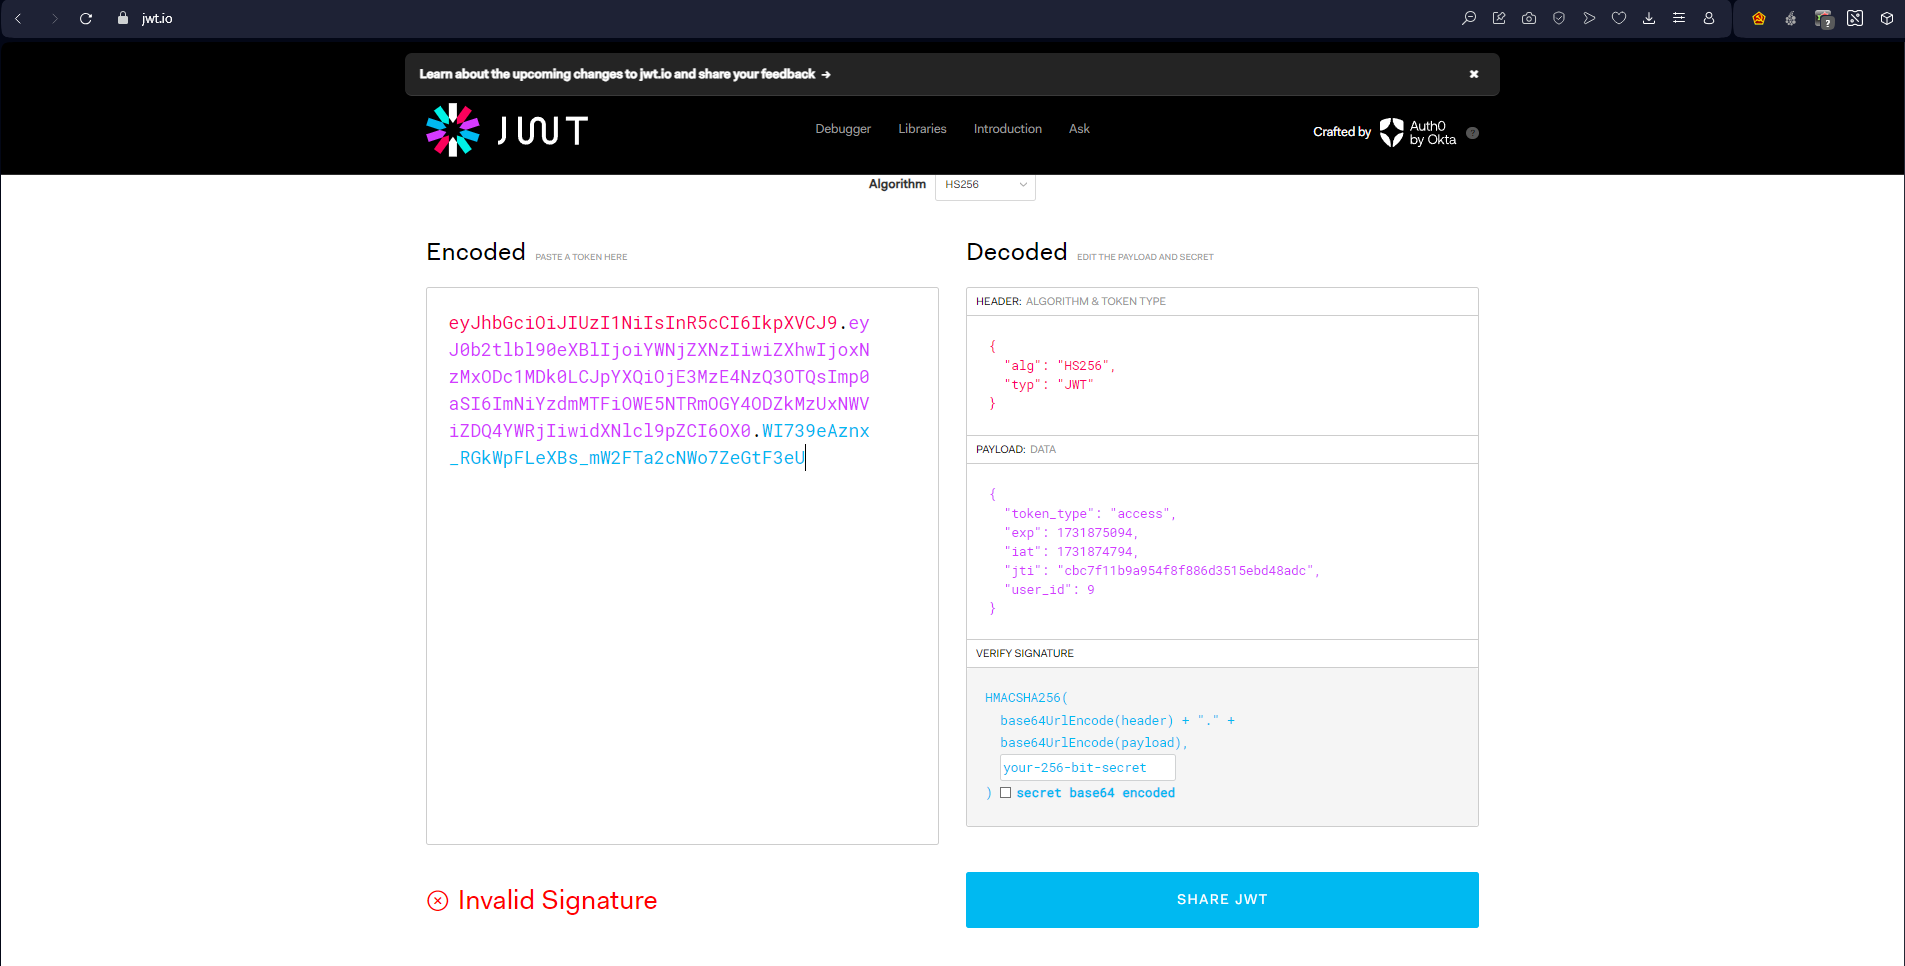 jwt.io
Learn about the upcoming changes to jwt.io and share your feedback →
JWT
Debugger
Libraries
Introduction
Ask
Crafted by
Auth0
by Okta
?
Algorithm
HS256
Encoded
PASTE A TOKEN HERE
Decoded
EDIT THE PAYLOAD AND SECRET
eyJhbGciOiJIUzI1NiIsInR5cCI6IkpXVCJ9.ey
J0b2tlbl90eXBlIjoiYWNjZXNzIiwiZXhwIjoxN
zMxODc1MDk0LCJpYXQiOjE3MzE4NzQ3OTQsImp0
aSI6ImNiYzdmMTFiOWE5NTRmOGY4ODZkMzUxNWV
iZDQ4YWRjIiwidXNlcl9pZCI6OX0.WI739eAznx
_RGkWpFLeXBs_mW2FTa2cNWo7ZeGtF3eU
HEADER: ALGORITHM & TOKEN TYPE
{
"alg": "HS256",
"typ": "JWT"
}
PAYLOAD: DATA
{
"token_type": "access",
"exp": 1731875094,
"iat": 1731874794,
"jti": "cbc7f11b9a954f8f886d3515ebd48adc",
"user_id": 9
}
VERIFY SIGNATURE
HMACSHA256(
base64UrlEncode(header) + "." +
base64UrlEncode(payload),
your-256-bit-secret
) secret base64 encoded
Invalid Signature
SHARE JWT